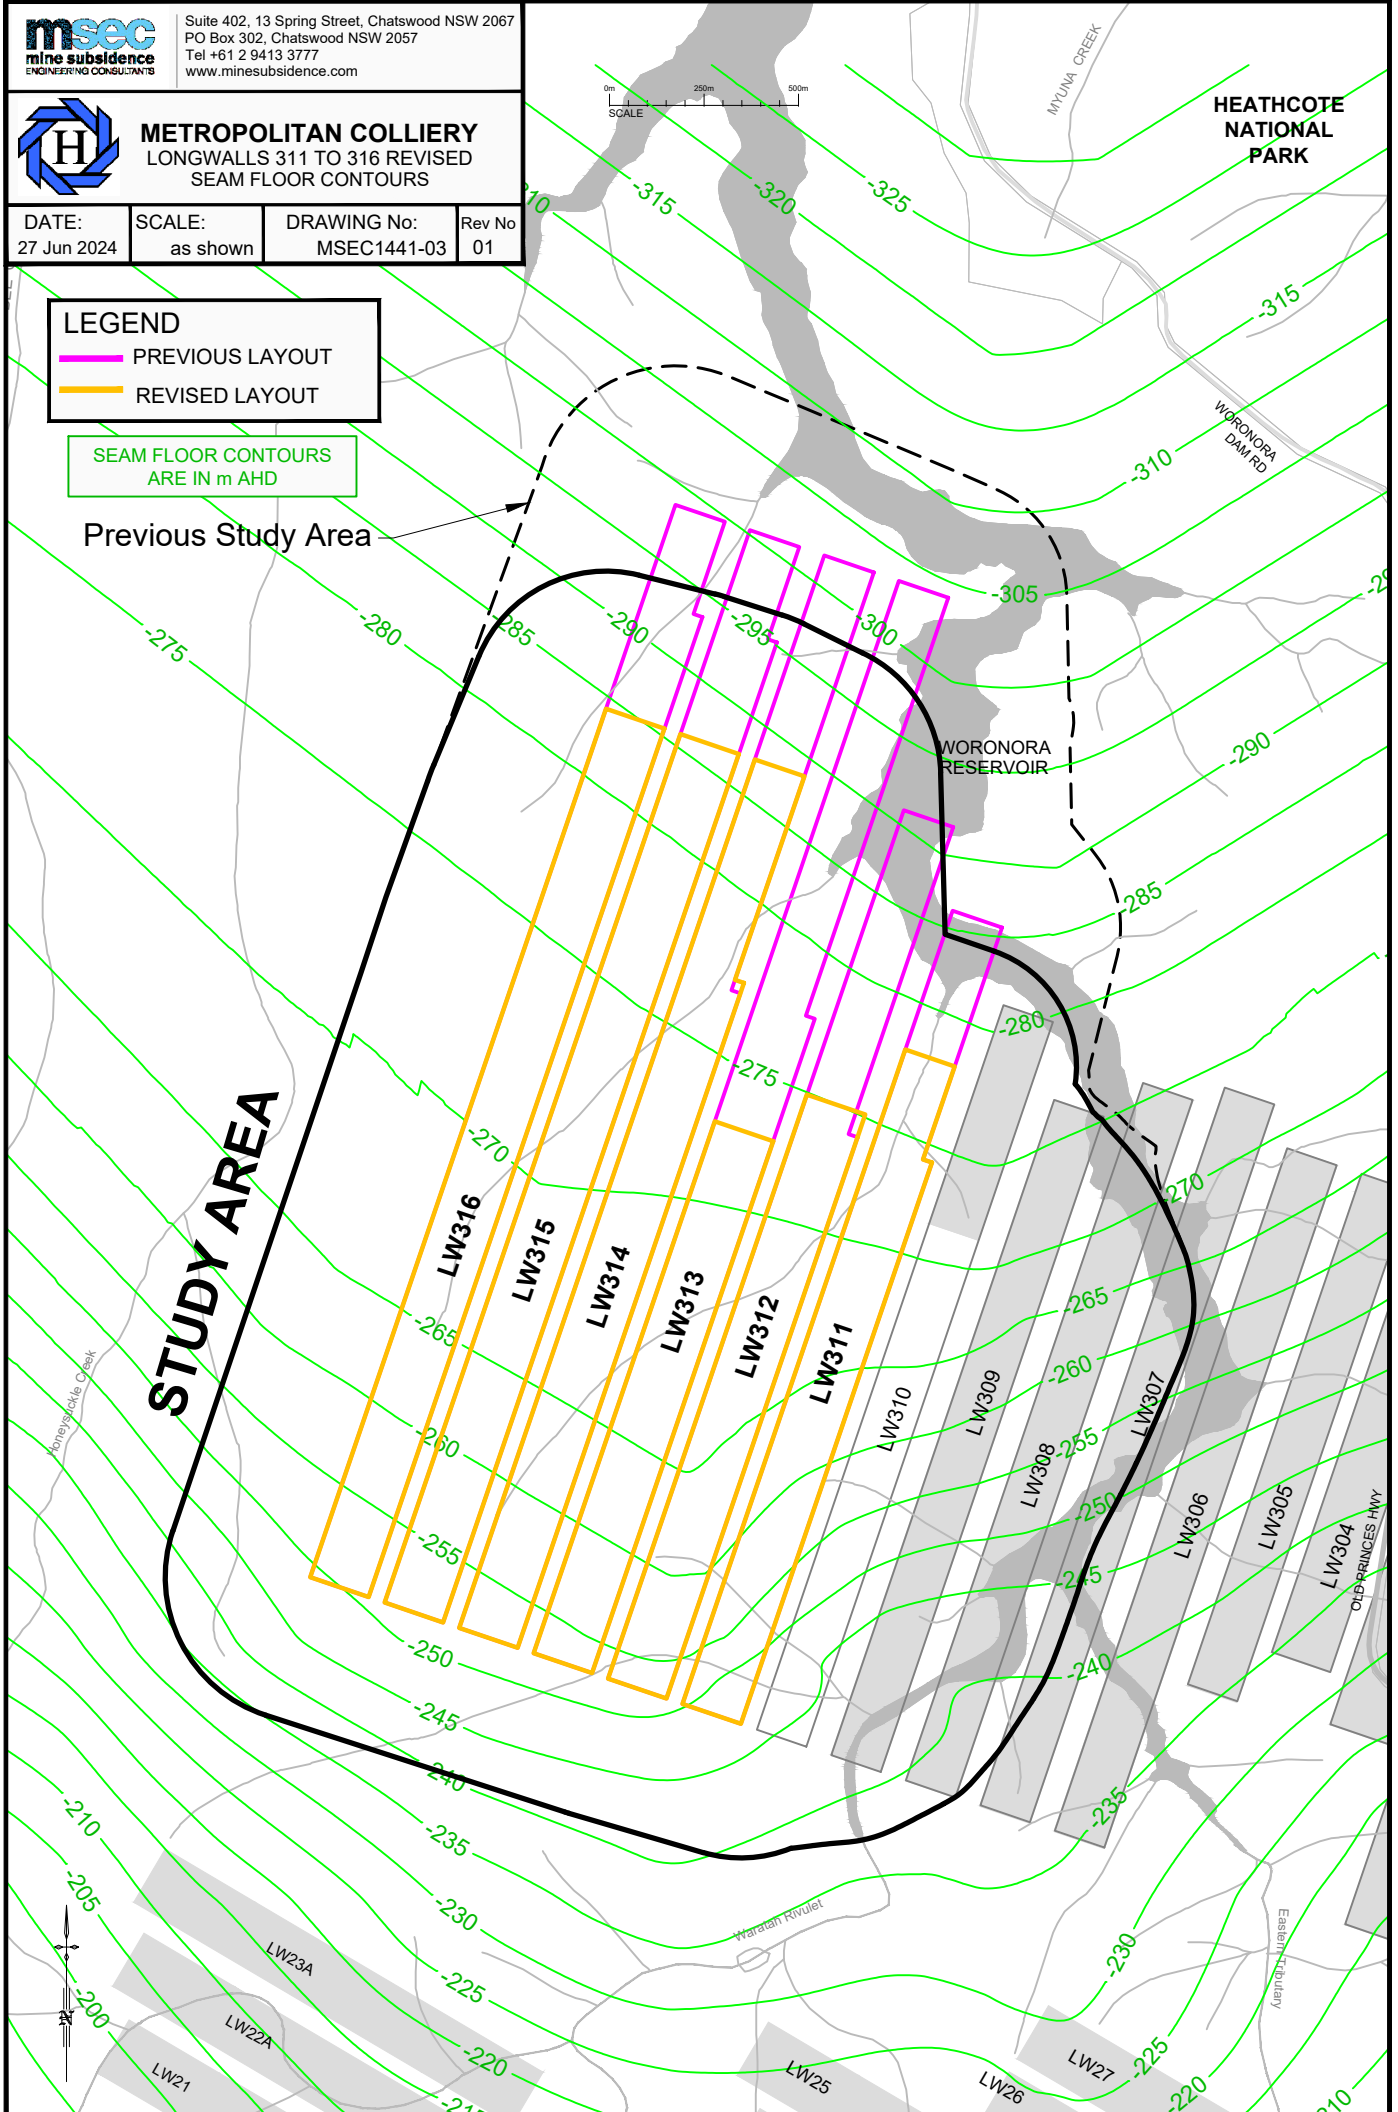 msec
mine subsidence
ENGINEERING CONSULTANTS
Suite 402, 13 Spring Street, Chatswood NSW 2067
PO Box 302, Chatswood NSW 2057
Tel +61 2 9413 3777
www.minesubsidence.com
H
METROPOLITAN COLLIERY
LONGWALLS 311 TO 316 REVISED
SEAM FLOOR CONTOURS
DATE:
27 Jun 2024
SCALE:
as shown
DRAWING No:
MSEC1441-03
Rev No
01
0m
250m
500m
SCALE
MYUNA CREEK
HEATHCOTE
NATIONAL
PARK
LEGEND
PREVIOUS LAYOUT
REVISED LAYOUT
SEAM FLOOR CONTOURS
ARE IN m AHD
Previous Study Area
-315
-320
-325
-315
WORONORA
DAM RD
-310
-305
-275
-280
-285
-290
-295
-300
WORONORA
RESERVOIR
-290
-285
-280
-275
-270
-270
STUDY AREA
LW316
LW315
LW314
LW313
LW312
LW311
LW310
LW309
LW308
LW307
LW306
LW305
LW304
OLD PRINCES HWY
-265
-265
-260
-260
-255
-255
-250
-250
-245
-245
-240
-240
-235
-235
Honeysuckle Creek
-210
-205
-200
-230
-230
-225
-225
-220
-220
Waratah Rivulet
Eastern Tributary
LW23A
LW22A
LW21
LW25
LW26
LW27
N